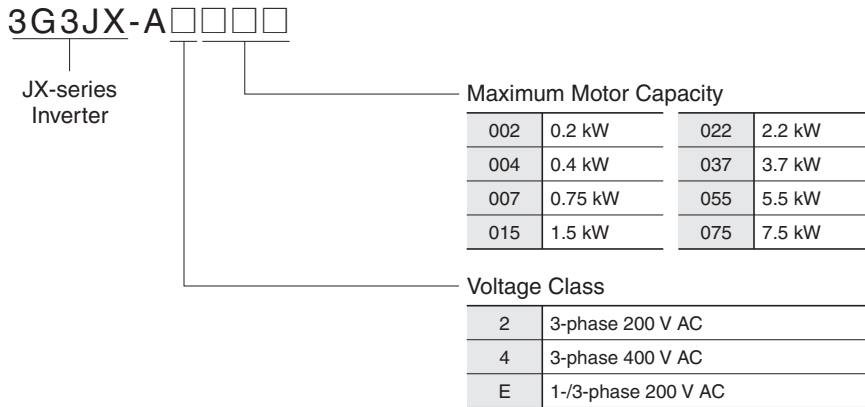 3G3JX-A□□□□
JX-series
Inverter
Maximum Motor Capacity
002 0.2 kW 022 2.2 kW
004 0.4 kW 037 3.7 kW
007 0.75 kW 055 5.5 kW
015 1.5 kW 075 7.5 kW
Voltage Class
2 3-phase 200 V AC
4 3-phase 400 V AC
E 1-/3-phase 200 V AC